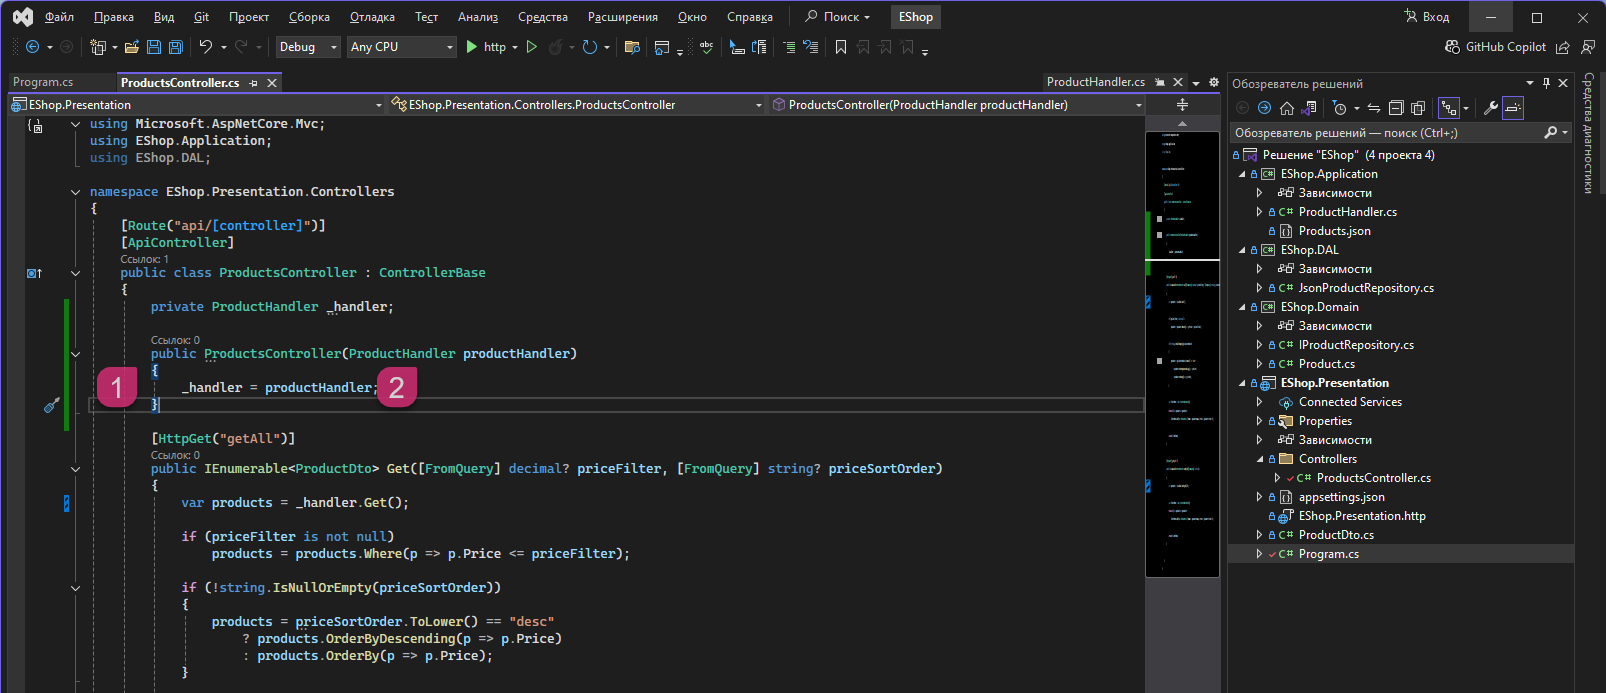 Файл Правка Вид Git Проект Сборка Отладка Тест Анализ Средства Расширения Окно Справка Поиск EShop Вход
Debug Any CPU http GitHub Copilot
Program.cs ProductsController.cs ProductHandler.cs
EShop.Presentation EShop.Presentation.Controllers.ProductsController ProductsController(ProductHandler productHandler)
using Microsoft.AspNetCore.Mvc;
using EShop.Application;
using EShop.DAL;
namespace EShop.Presentation.Controllers
{
[Route("api/[controller]")]
[ApiController]
Ссылок: 1
public class ProductsController : ControllerBase
{
private ProductHandler _handler;
Ссылок: 0
public ProductsController(ProductHandler productHandler)
{
1 _handler = productHandler; 2
}
[HttpGet("getAll")]
Ссылок: 0
public IEnumerable<ProductDto> Get([FromQuery] decimal? priceFilter, [FromQuery] string? priceSortOrder)
{
var products = _handler.Get();
if (priceFilter is not null)
products = products.Where(p => p.Price <= priceFilter);
if (!string.IsNullOrEmpty(priceSortOrder))
{
products = priceSortOrder.ToLower() == "desc"
? products.OrderByDescending(p => p.Price)
: products.OrderBy(p => p.Price);
}
Обозреватель решений
Обозреватель решений — поиск (Ctrl+;)
Решение "EShop" (4 проекта 4)
EShop.Application
Зависимости
C# ProductHandler.cs
Products.json
EShop.DAL
Зависимости
C# JsonProductRepository.cs
EShop.Domain
Зависимости
C# IProductRepository.cs
C# Product.cs
EShop.Presentation
Connected Services
Properties
Зависимости
Controllers
C# ProductsController.cs
appsettings.json
EShop.Presentation.http
C# ProductDto.cs
C# Program.cs
Средства диагностики